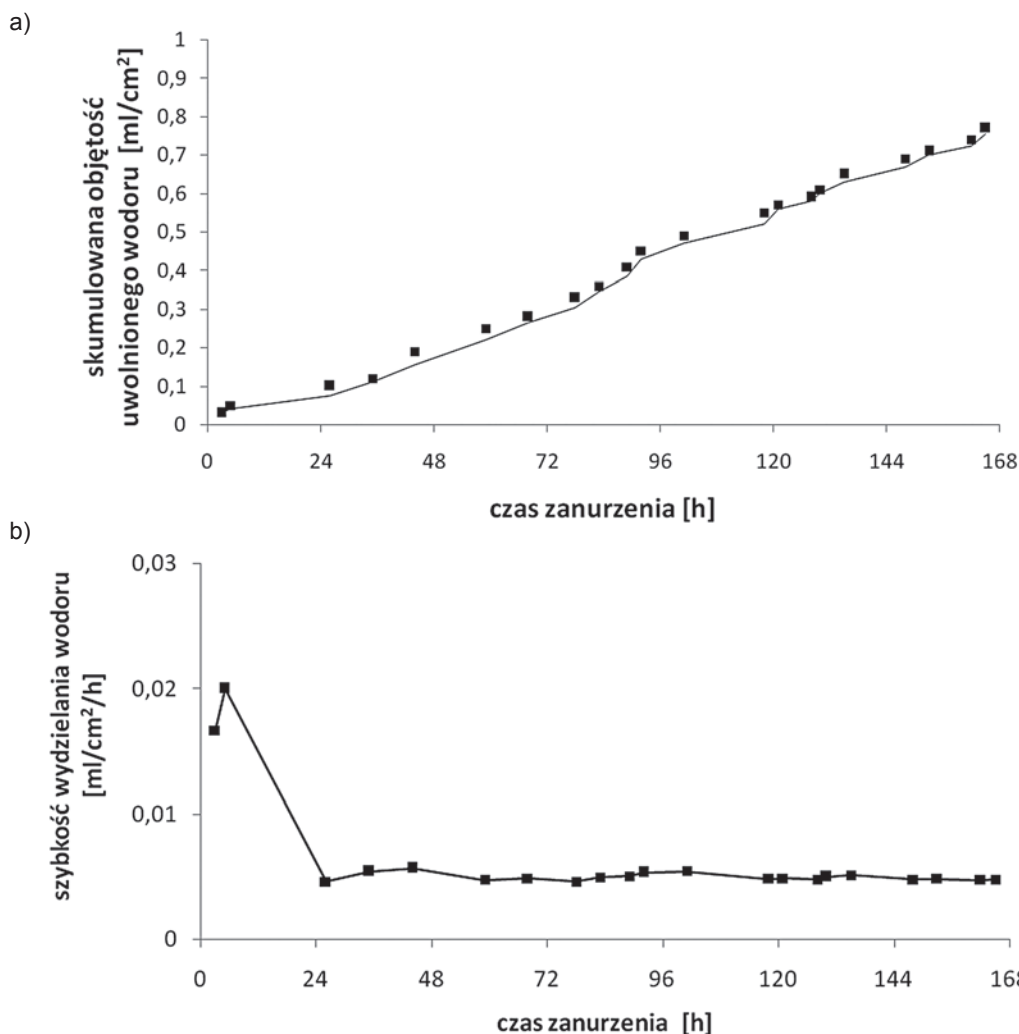 a)
1
0,9
0,8
0,7
0,6
0,5
0,4
0,3
0,2
0,1
0
skumulowana objętość
uwolnionego wodoru [ml/cm²]
0 24 48 72 96 120 144 168
czas zanurzenia [h]
b)
0,03
0,02
0,01
0
szybkość wydzielania wodoru
[ml/cm²/h]
0 24 48 72 96 120 144 168
czas zanurzenia [h]